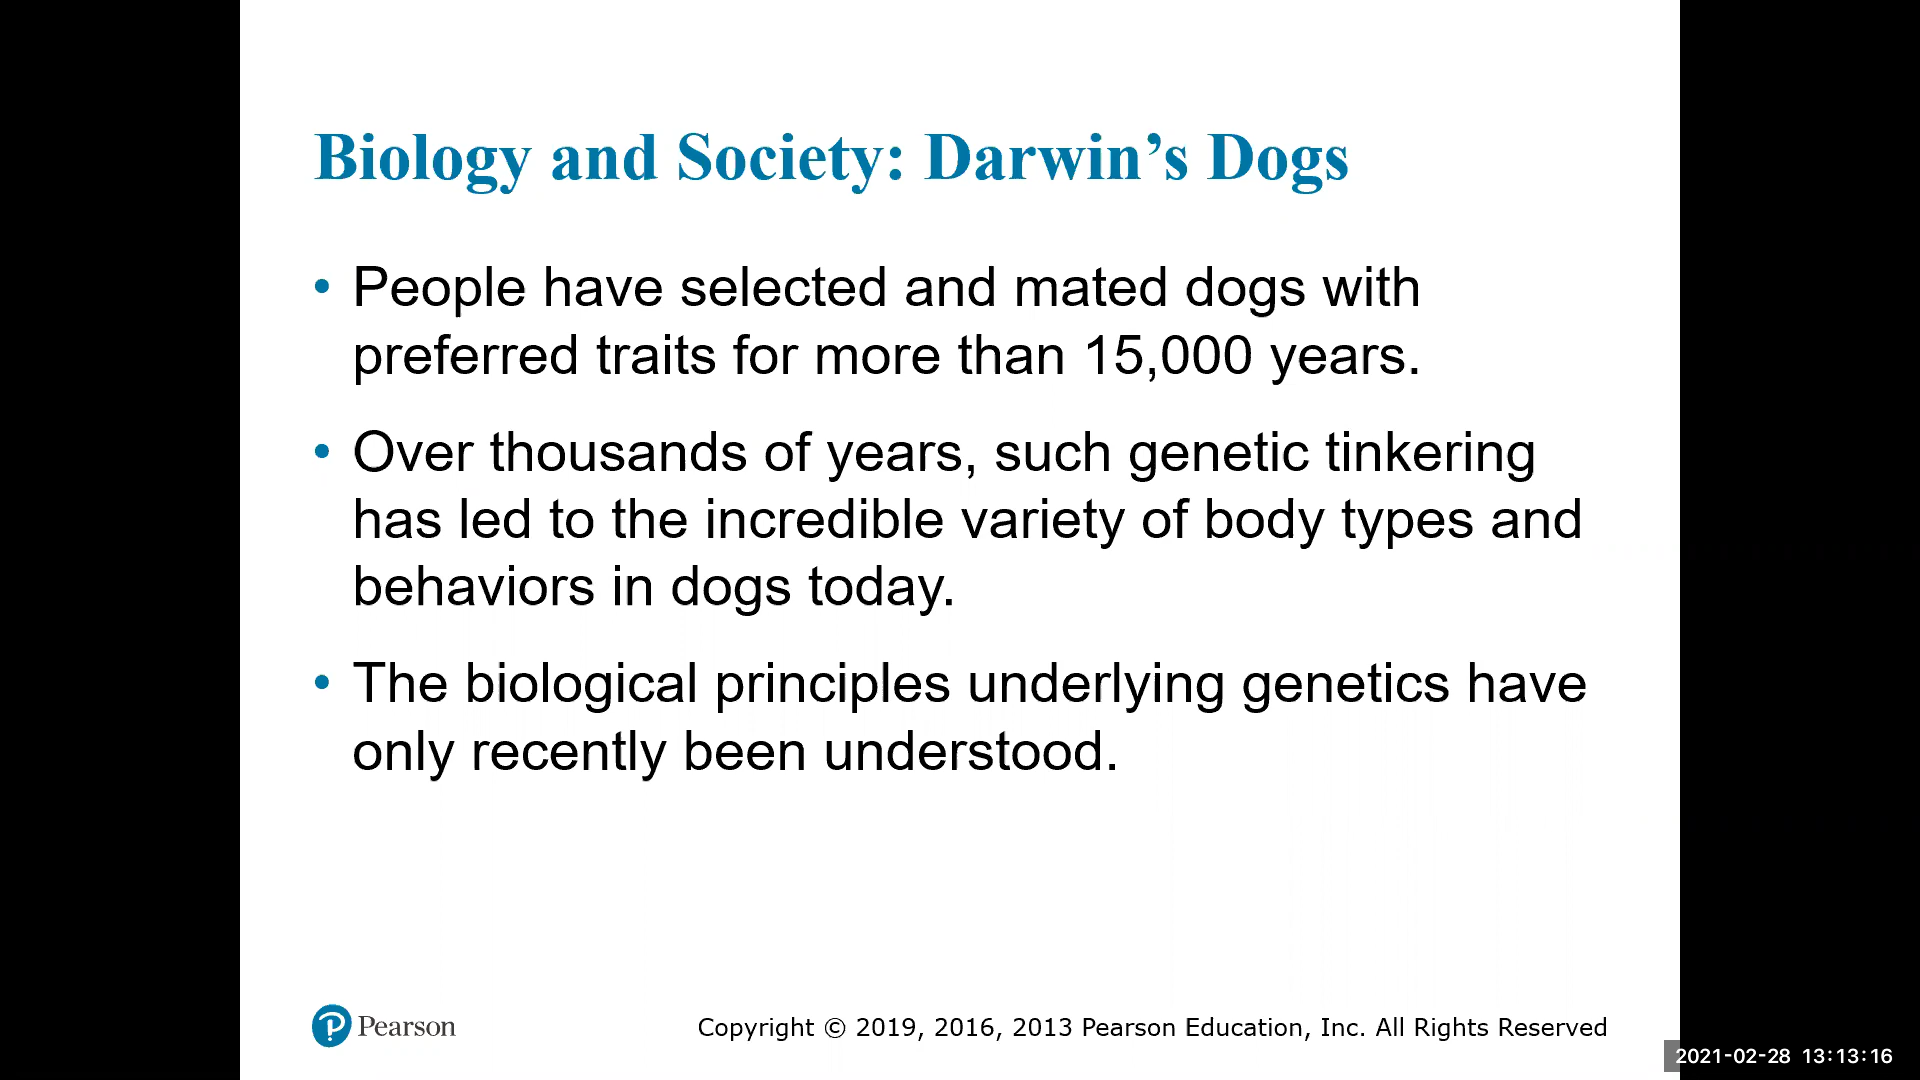 Biology and Society: Darwin’s Dogs
• People have selected and mated dogs with
preferred traits for more than 15,000 years.
• Over thousands of years, such genetic tinkering
has led to the incredible variety of body types and
behaviors in dogs today.
• The biological principles underlying genetics have
only recently been understood.
Pearson
Copyright © 2019, 2016, 2013 Pearson Education, Inc. All Rights Reserved
2021-02-28 13:13:16